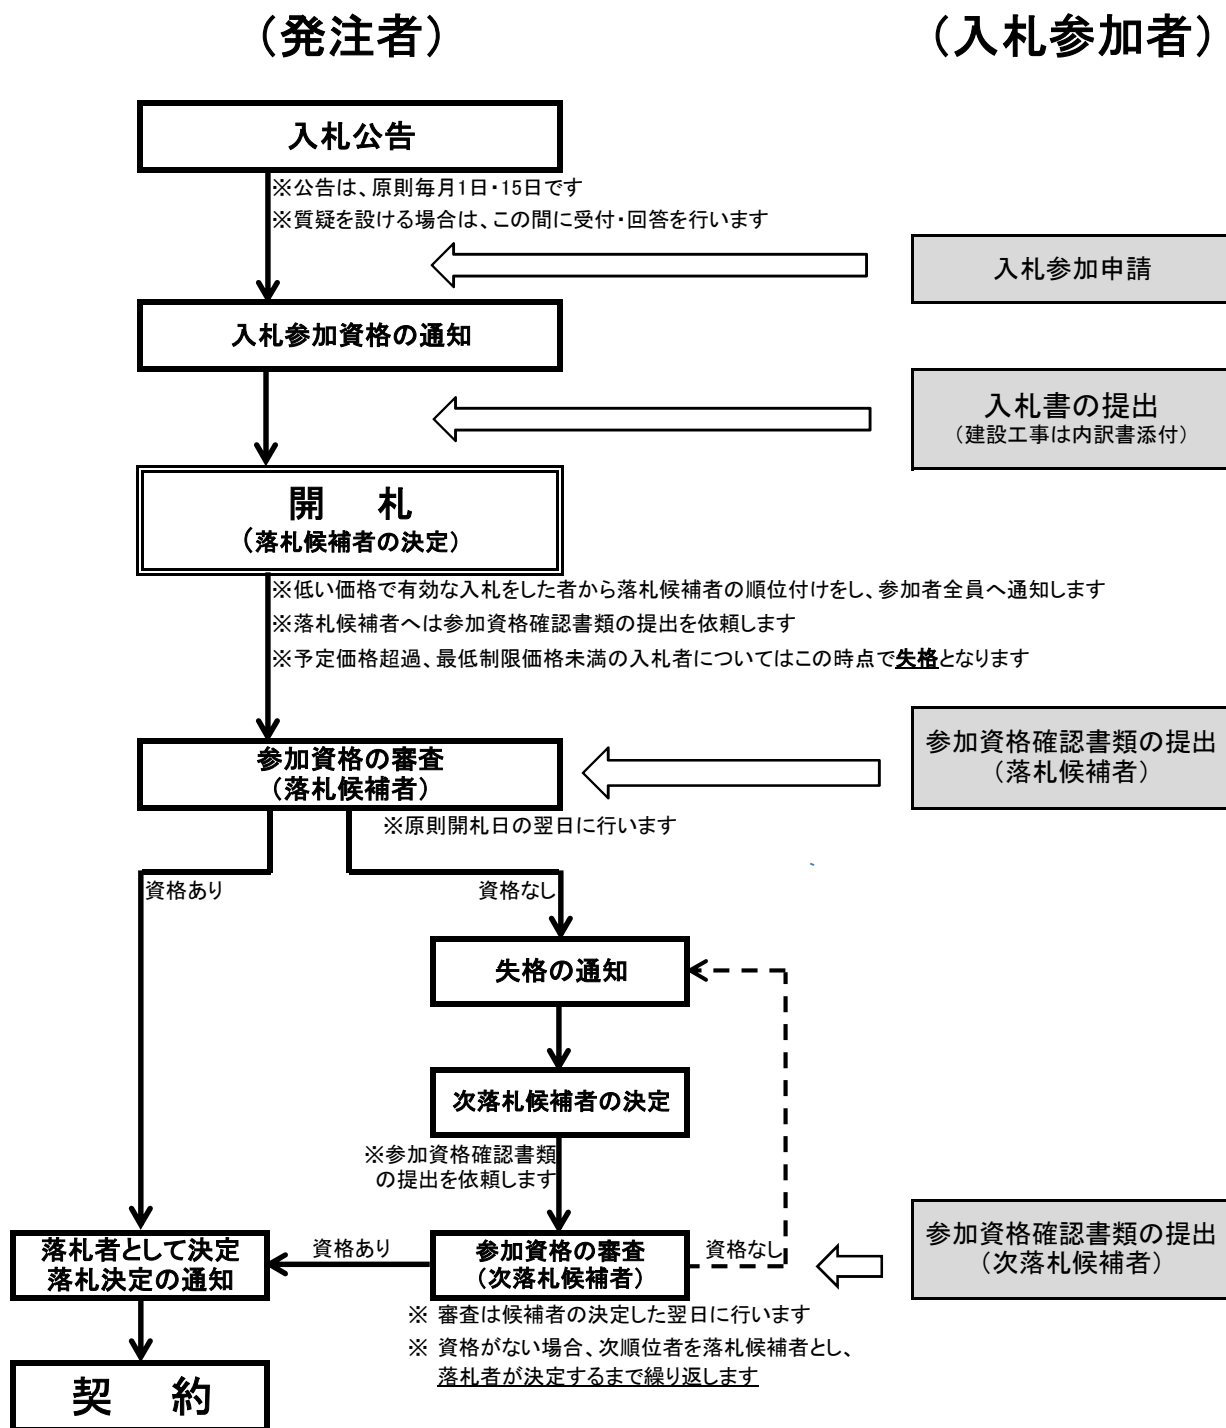 （発注者）
（入札参加者）
入札公告
※公告は、原則毎月1日・15日です
※質疑を設ける場合は、この間に受付・回答を行います
入札参加申請
入札参加資格の通知
入札書の提出
（建設工事は内訳書添付）
開　札
（落札候補者の決定）
※低い価格で有効な入札をした者から落札候補者の順位付けをし、参加者全員へ通知します
※落札候補者へは参加資格確認書類の提出を依頼します
※予定価格超過、最低制限価格未満の入札者についてはこの時点で失格となります
参加資格の審査
（落札候補者）
参加資格確認書類の提出
（落札候補者）
※原則開札日の翌日に行います
資格あり
資格なし
失格の通知
次落札候補者の決定
※参加資格確認書類
の提出を依頼します
落札者として決定
落札決定の通知
資格あり
参加資格の審査
（次落札候補者）
資格なし
参加資格確認書類の提出
（次落札候補者）
※ 審査は候補者の決定した翌日に行います
※ 資格がない場合、次順位者を落札候補者とし、
落札者が決定するまで繰り返します
契　約